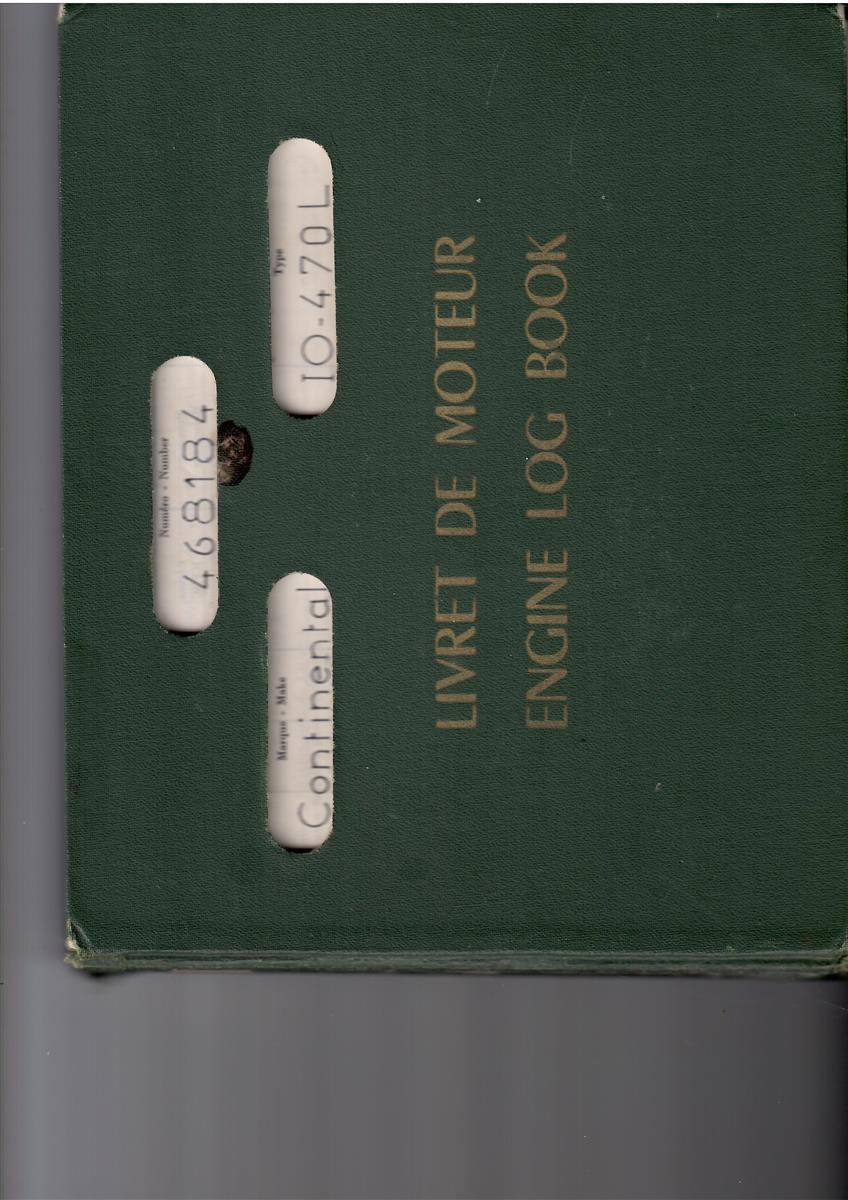 Numéro - Number
468184
Marque - Make
Continental
Type
IO-470L
LIVRET DE MOTEUR
ENGINE LOG BOOK